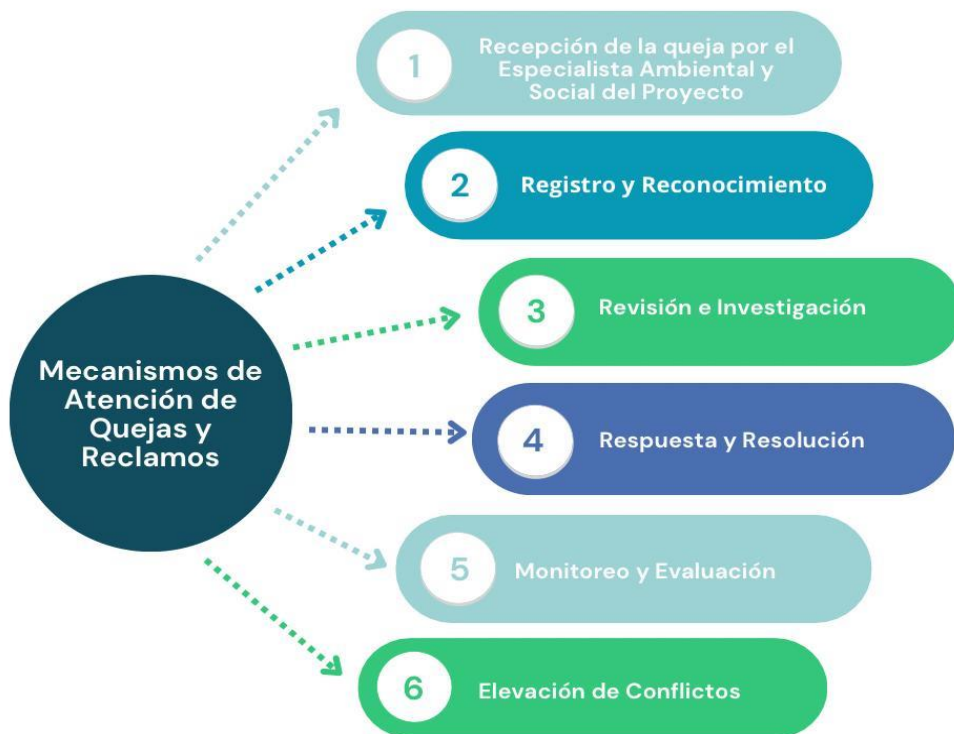 1
Recepción de la queja por el
Especialista Ambiental y
Social del Proyecto
2
Registro y Reconocimiento
3
Revisión e Investigación
Mecanismos de
Atención de
Quejas y
Reclamos
4
Respuesta y Resolución
5
Monitoreo y Evaluación
6
Elevación de Conflictos